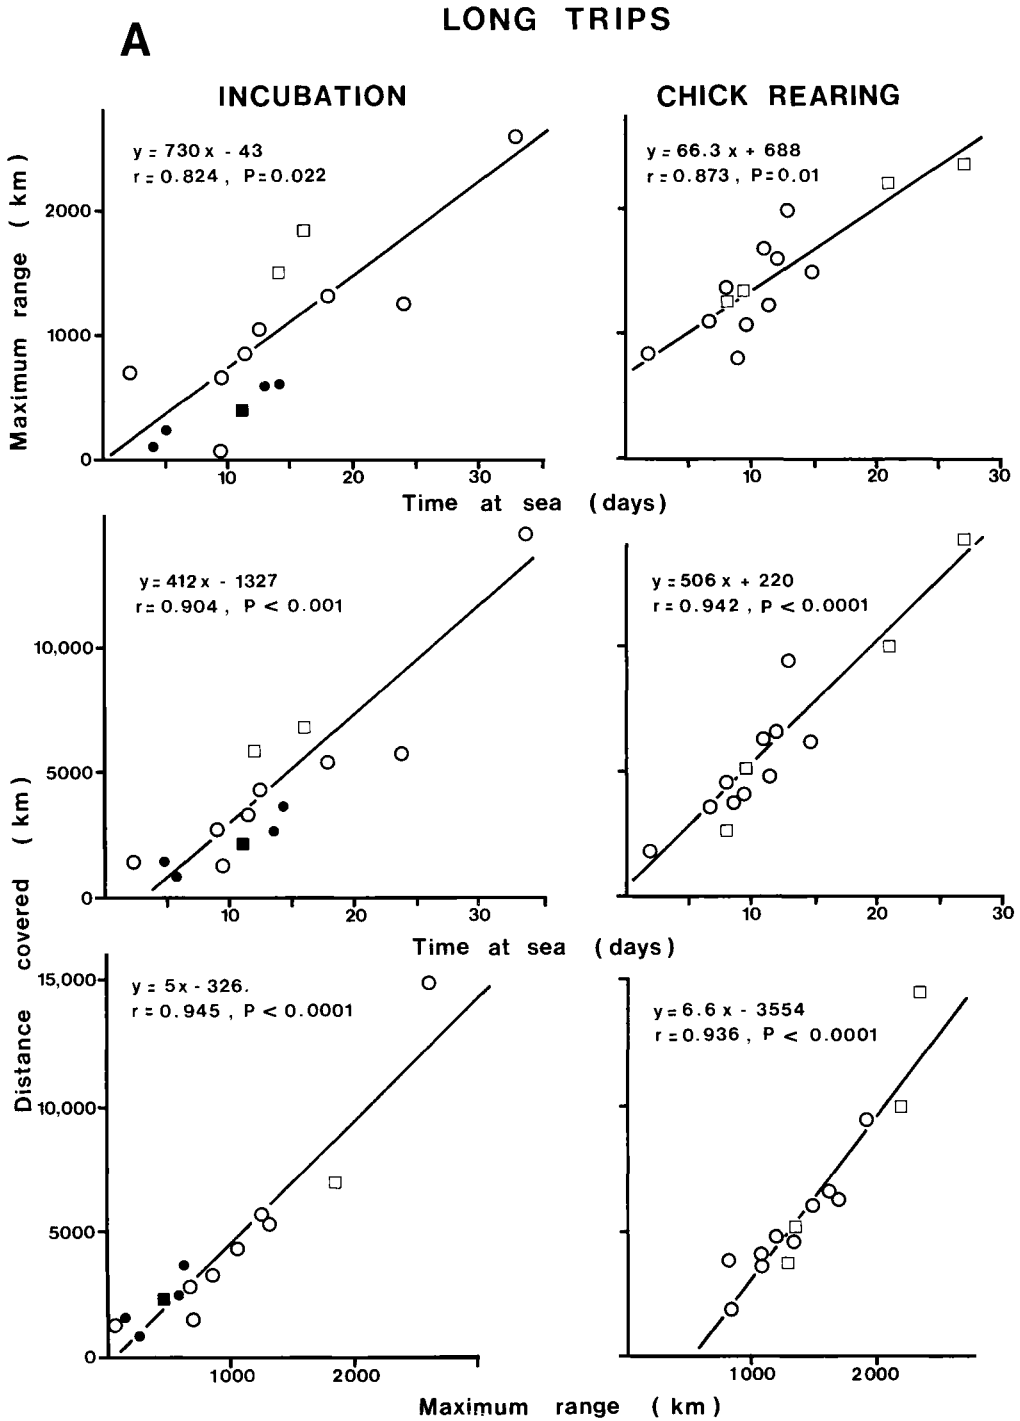 LONG TRIPS
A
INCUBATION
CHICK REARING
y = 730 x - 43
r = 0.824 , P = 0.022
y = 66.3 x + 688
r = 0.873 , P = 0.01
Maximum range ( km )
2000
1000
0
10 20 30
10 20 30
Time at sea (days)
y = 412 x - 1327
r = 0.904 , P < 0.001
y = 506 x + 220
r = 0.942 , P < 0.0001
10,000
5000
0
10 20 30
10 20 30
Time at sea (days)
Distance covered ( km )
y = 5x - 326.
r = 0.945 , P < 0.0001
y = 6.6 x - 3554
r = 0.936 , P < 0.0001
15,000
10,000
5000
0
1000 2000
1000 2000
Maximum range ( km )